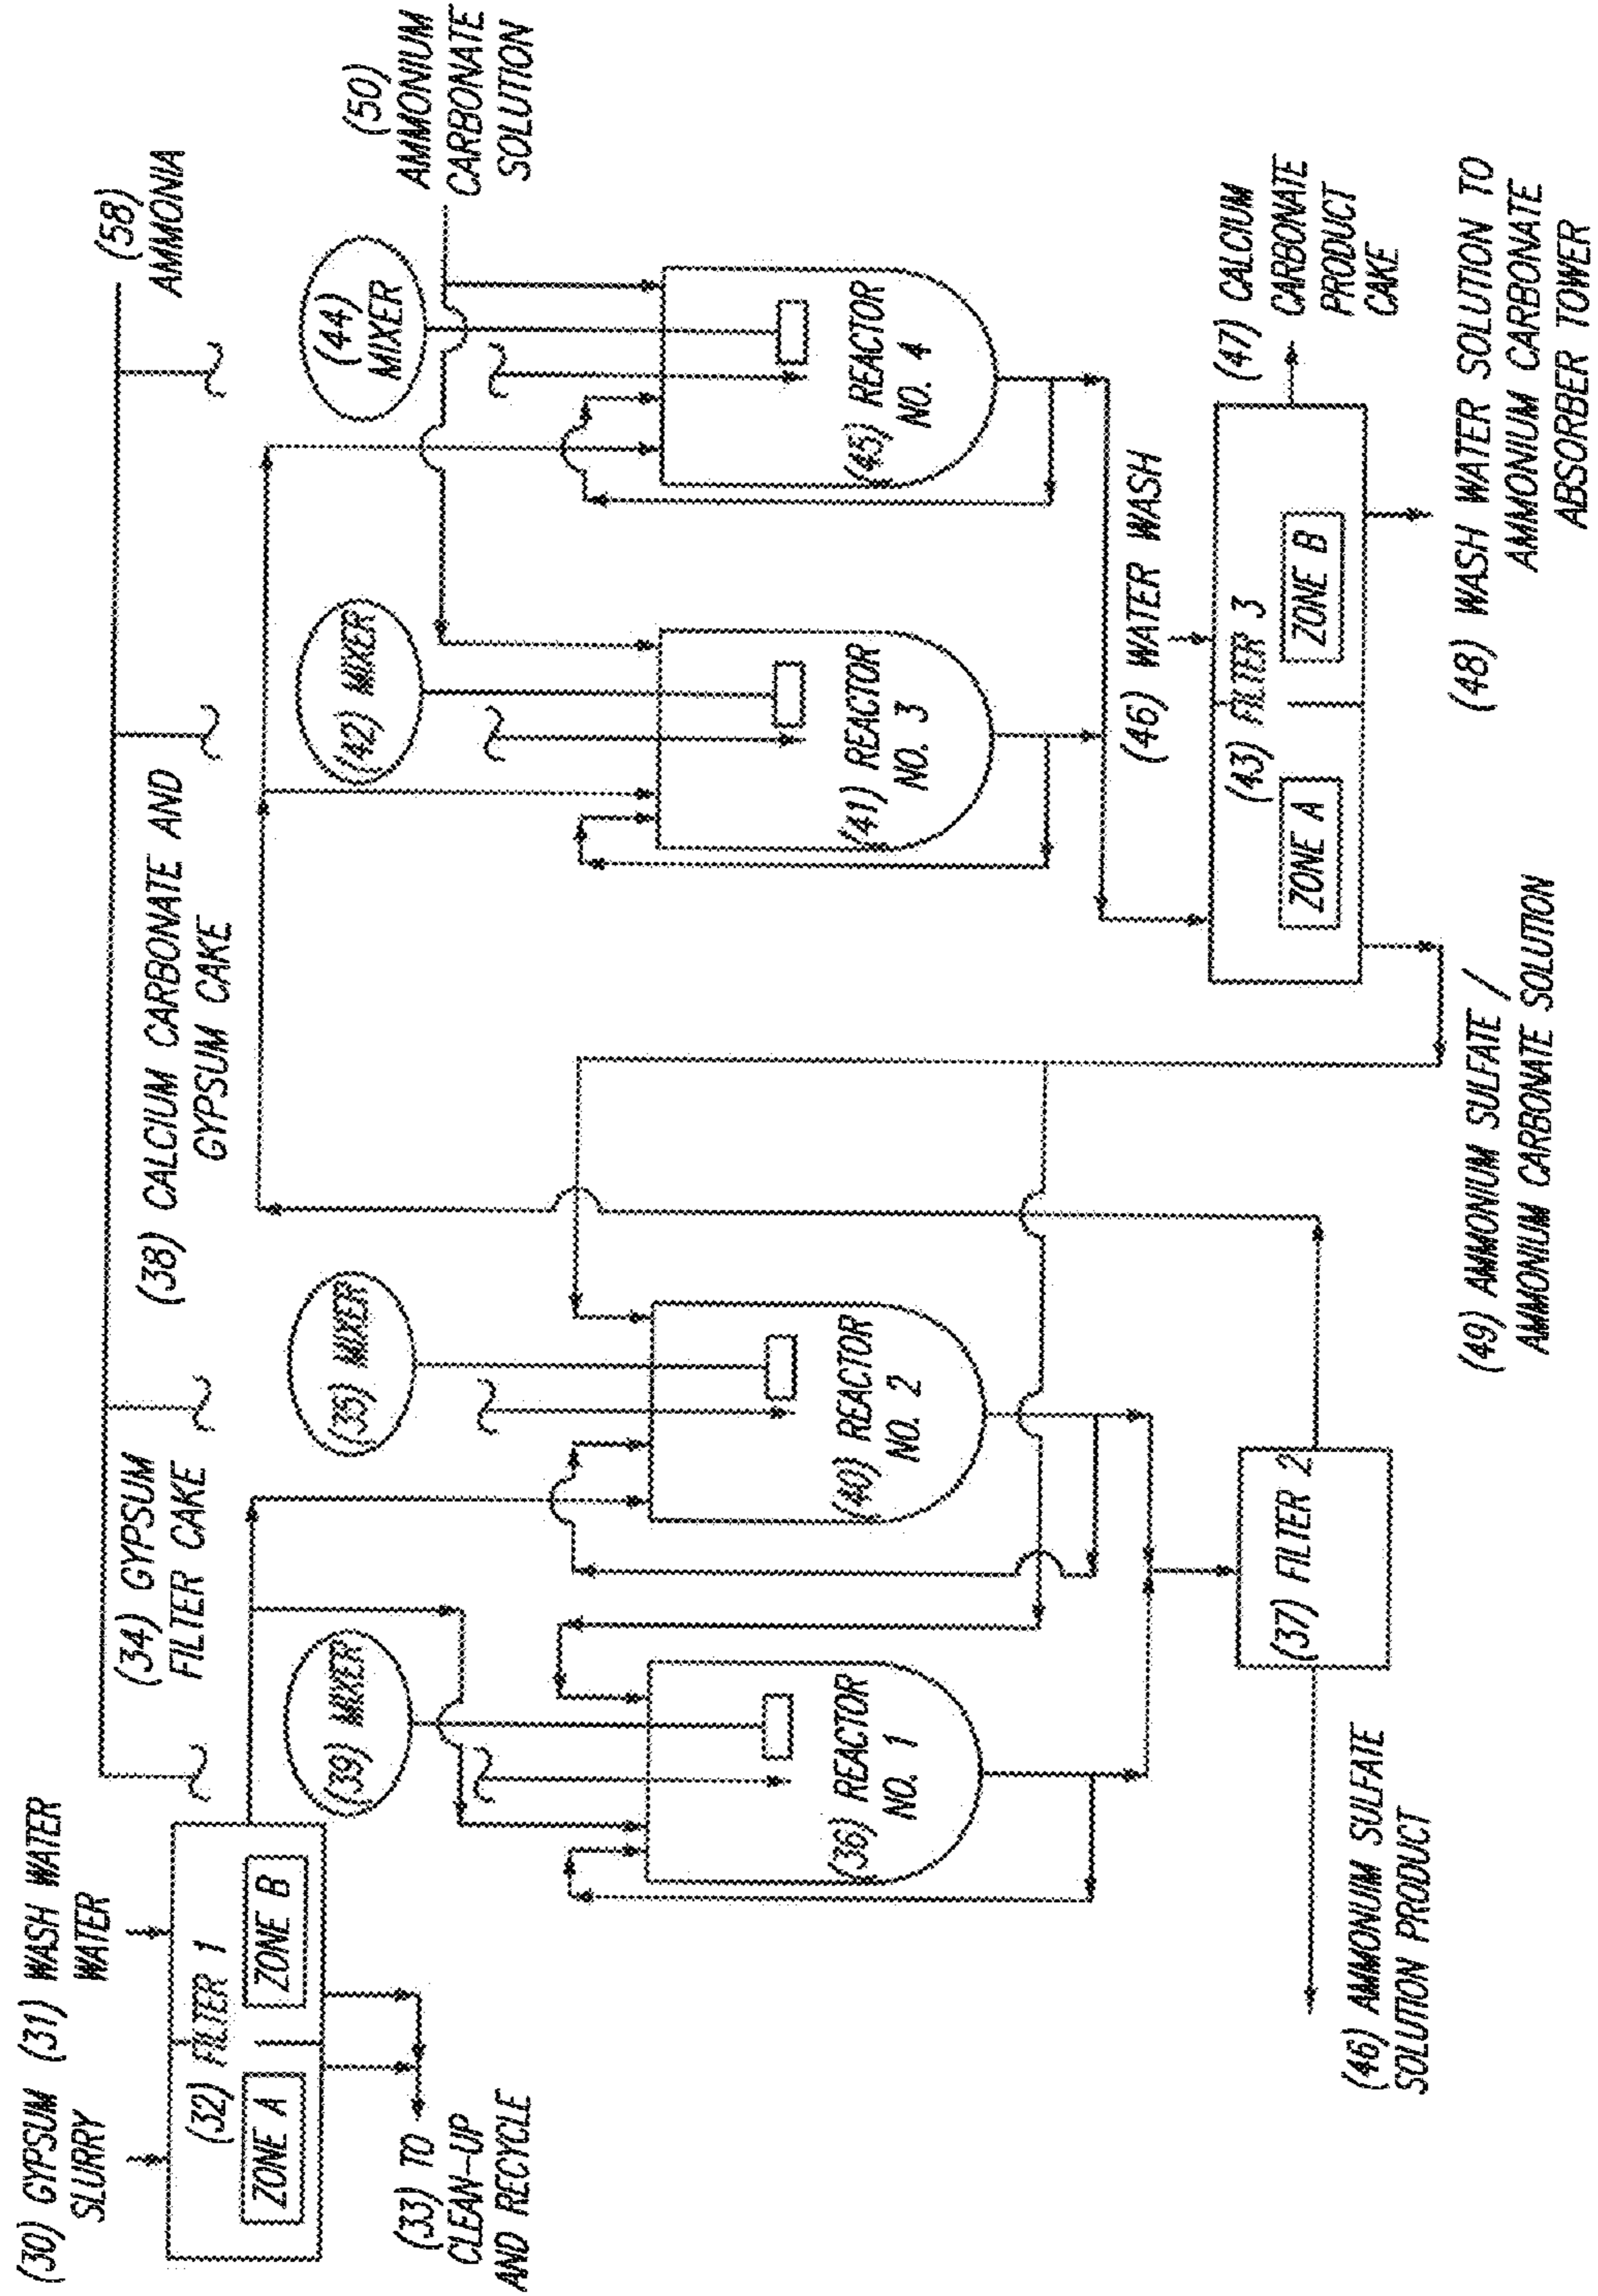 (58)
AMMONIA
(50)
AMMONIUM
CARBONATE
SOLUTION
(30) GYPSUM
SLURRY
(31) WASH WATER
WATER
(32) FILTER 1
ZONE A
ZONE B
(33) TO
CLEAN-UP
AND RECYCLE
(34) GYPSUM
FILTER CAKE
(38) CALCIUM CARBONATE AND
GYPSUM CAKE
(39) MIXER
(35) MIXER
(42) MIXER
(44)
MIXER
(36) REACTOR
NO. 1
(40) REACTOR
NO. 2
(41) REACTOR
NO. 3
(45) REACTOR
NO. 4
(46) WATER WASH
(37) FILTER 2
(43) FILTER 3
ZONE A
ZONE B
(47) CALCIUM
CARBONATE
PRODUCT
CAKE
(46) AMMONUIM SULFATE
SOLUTION PRODUCT
(49) AMMONIUM SULFATE /
AMMONIUM CARBONATE SOLUTION
(48) WASH WATER SOLUTION TO
AMMONIUM CARBONATE
ABSORBER TOWER